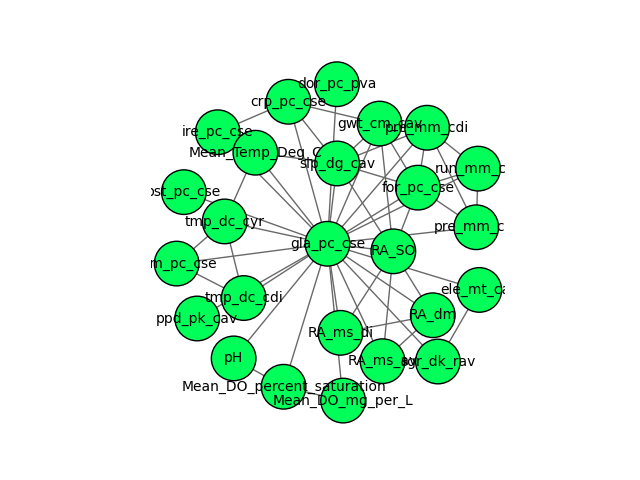 dor_pc_pva
crp_pc_cse
gwt_cm_cav
pre_mm_cdi
ire_pc_cse
Mean_Temp_Deg_C
slp_dg_cav
run_mm_c
for_pc_cse
ost_pc_cse
tmp_dc_cyr
pre_mm_c
gla_pc_cse
RA_SO
m_pc_cse
ele_mt_ca
tmp_dc_cdi
ppd_pk_cav
RA_dm
RA_ms_di
pH
RA_ms_av
sgr_dk_rav
Mean_DO_percent_saturation
Mean_DO_mg_per_L